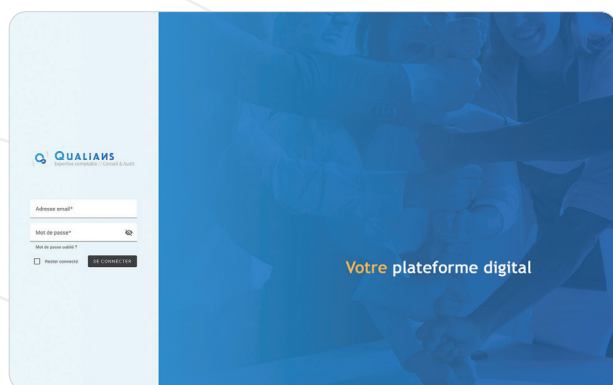 QUALIANS
Expertise comptable - Conseil & Audit
Adresse email*
Mot de passe*
Mot de passe oublié ?
Rester connecté
SE CONNECTER
Votre plateforme digital